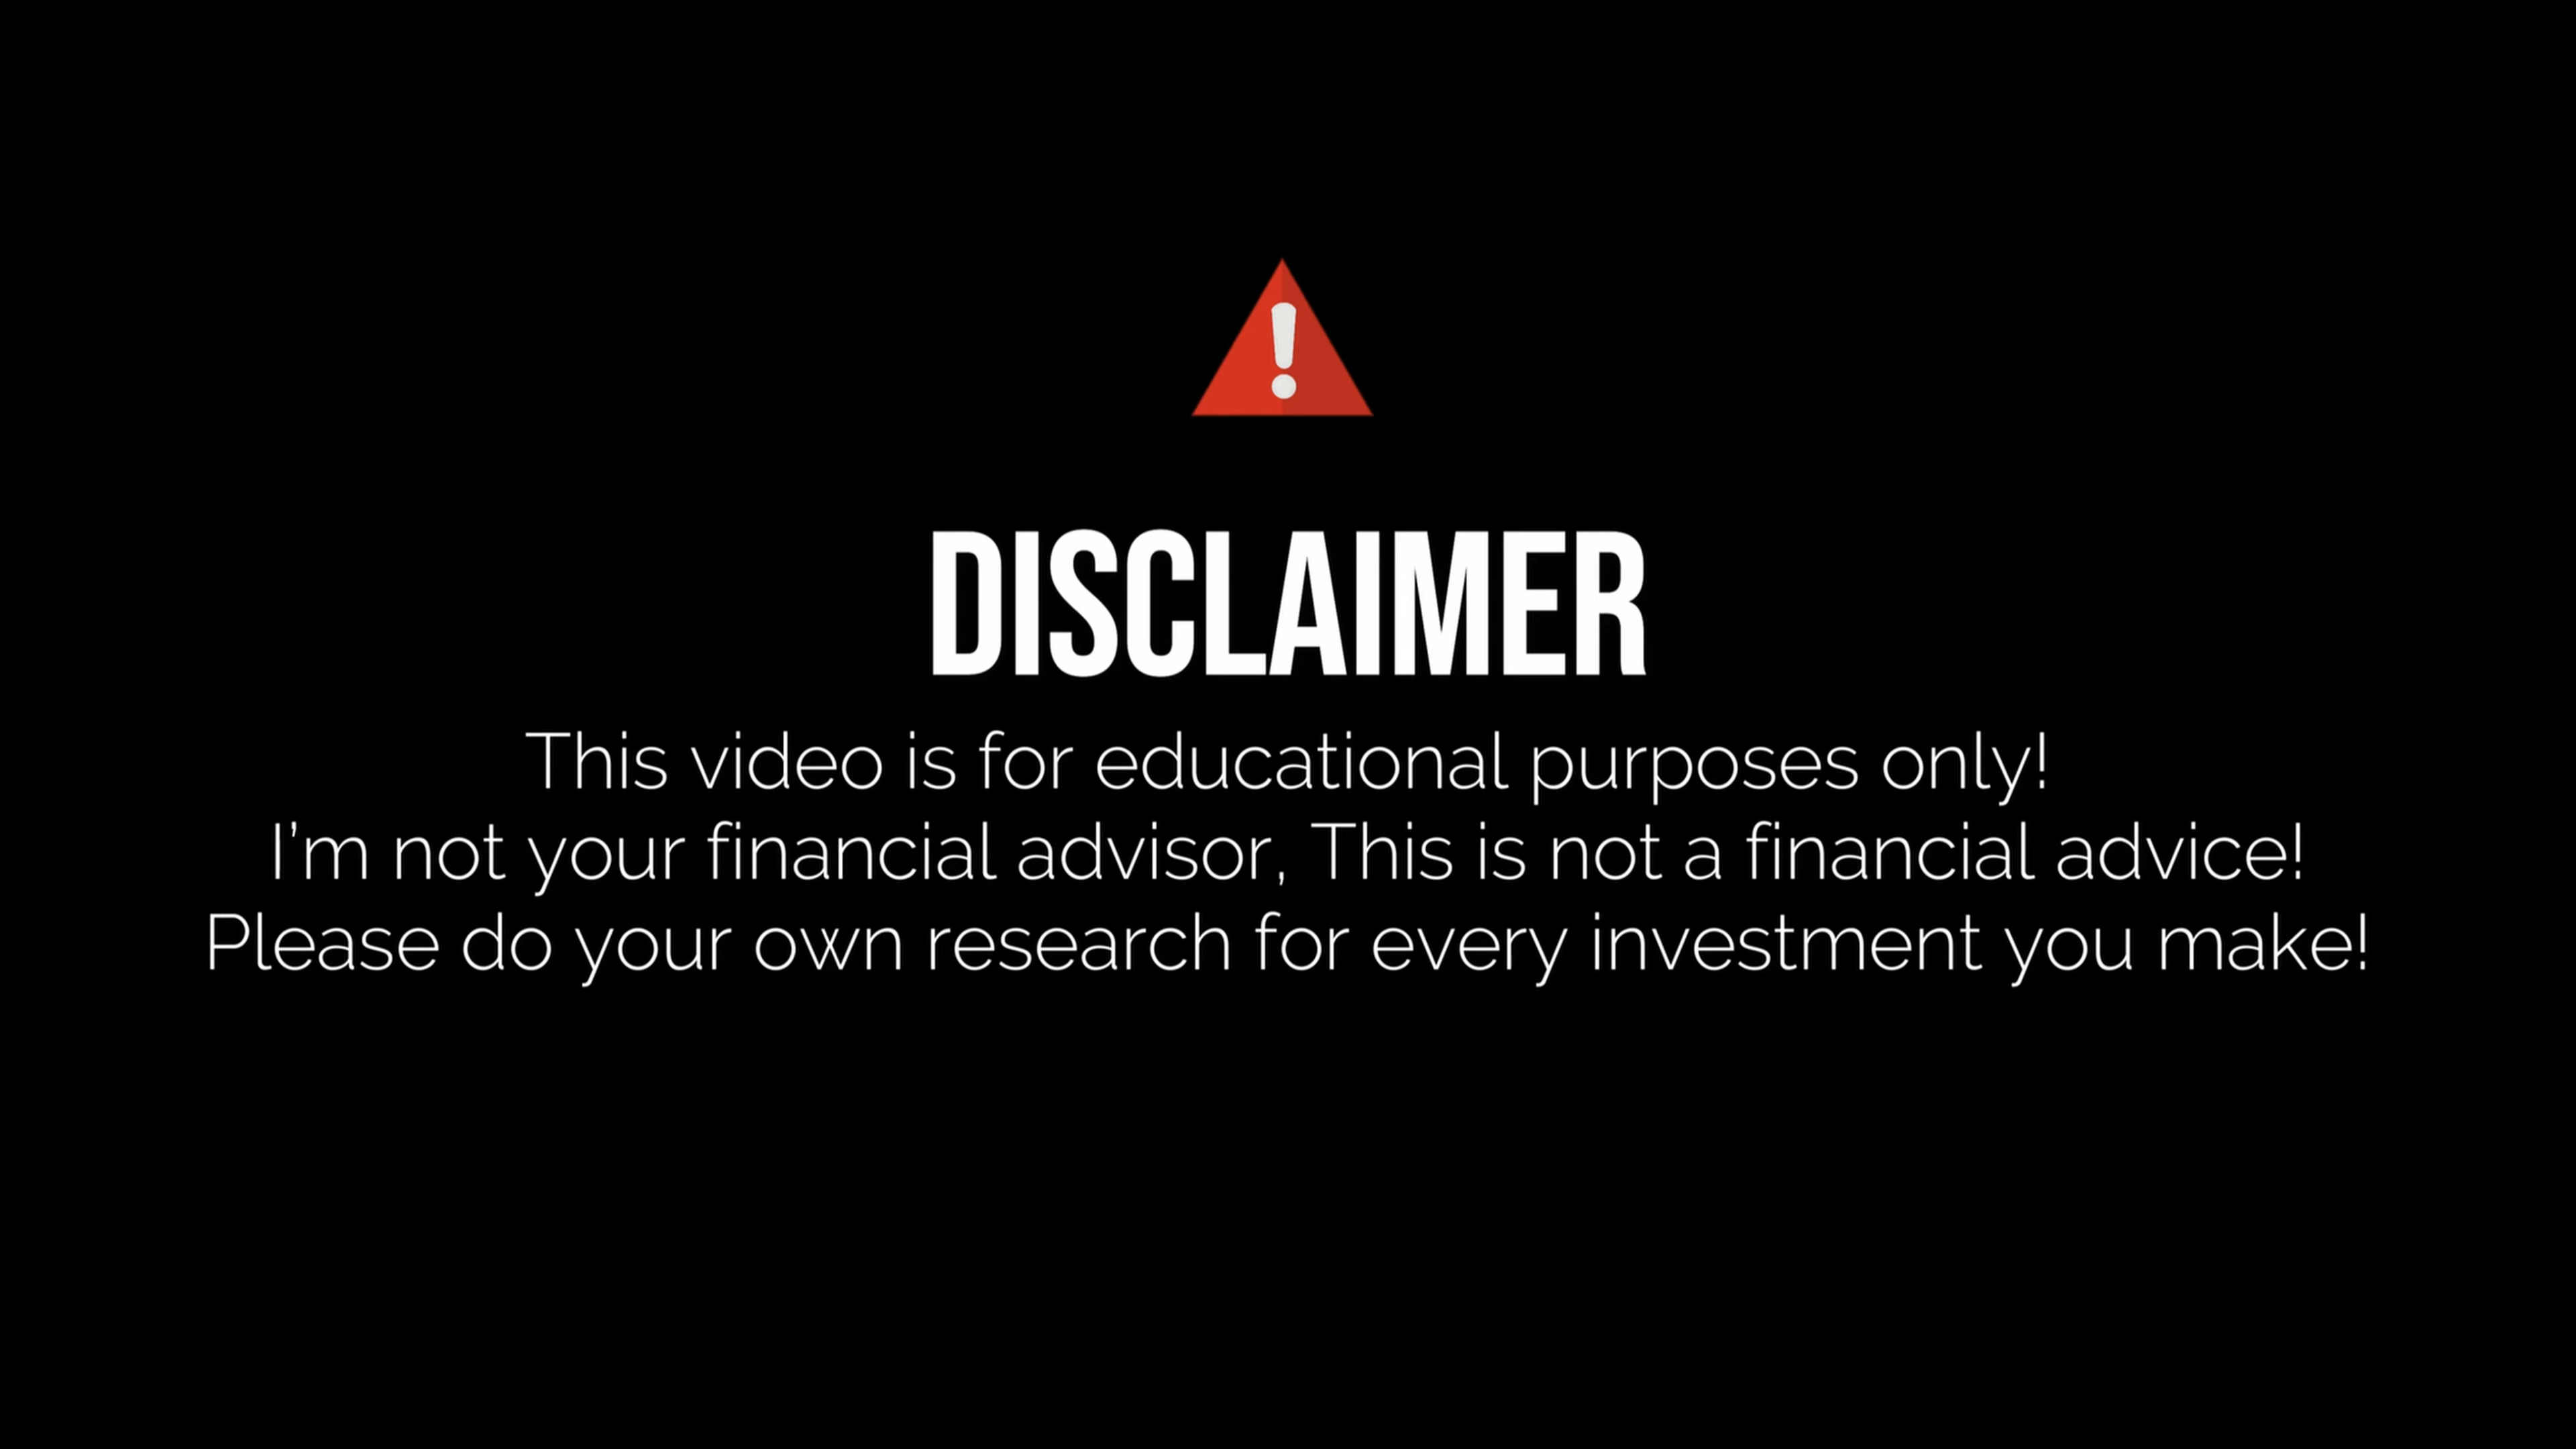 DISCLAIMER
This video is for educational purposes only!
I'm not your financial advisor, This is not a financial advice!
Please do your own research for every investment you make!